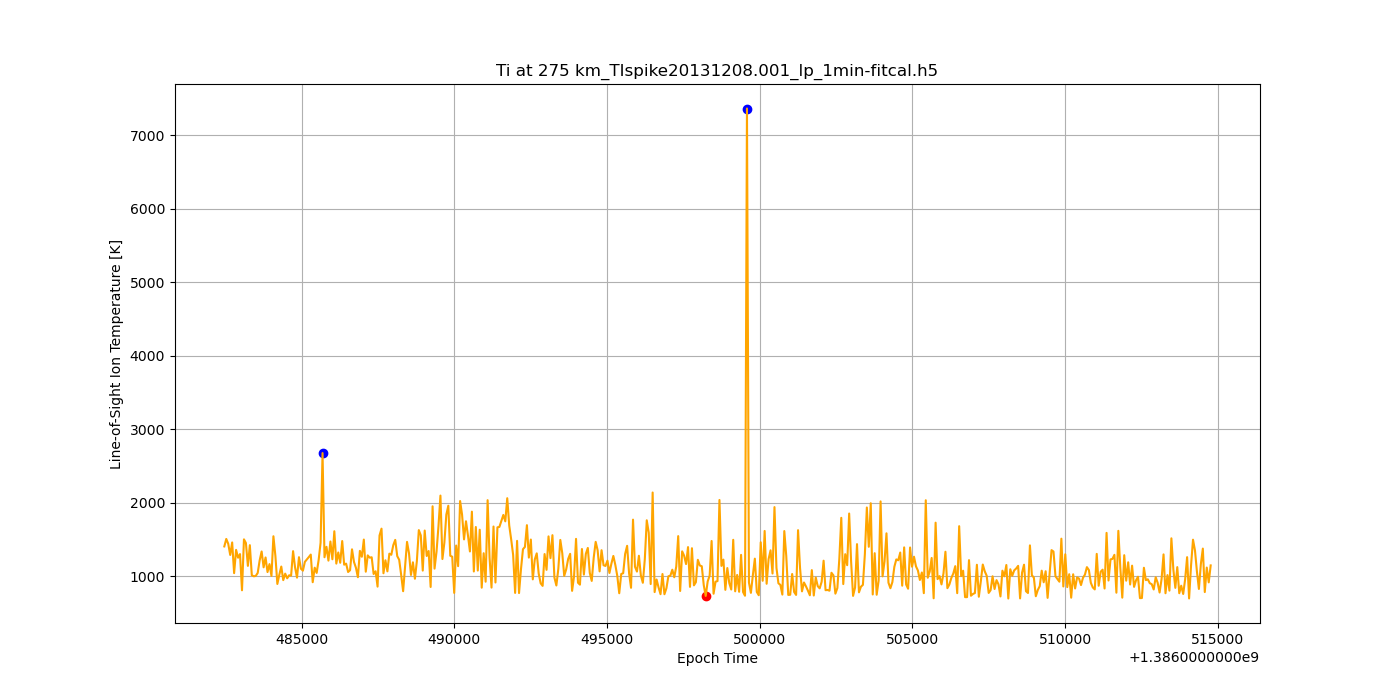 Ti at 275 km_TIspike20131208.001_lp_1min-fitcal.h5
Line-of-Sight Ion Temperature [K]
7000
6000
5000
4000
3000
2000
1000
485000 490000 495000 500000 505000 510000 515000
Epoch Time
+1.3860000000e9